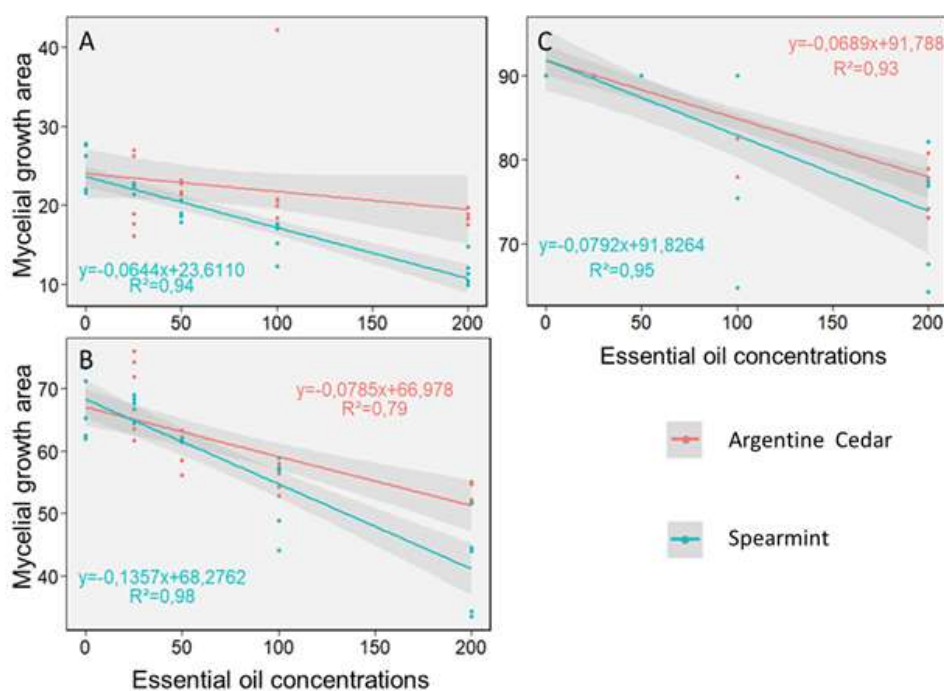 A
Mycelial growth area
40
30
20
10
y=-0,0644x+23,6110
R²=0,94
0
50
100
150
200
C
y=-0,0689x+91,788
R²=0,93
90
80
70
y=-0,0792x+91,8264
R²=0,95
0
50
100
150
200
Essential oil concentrations
B
Mycelial growth area
70
60
50
40
y=-0,0785x+66,978
R²=0,79
y=-0,1357x+68,2762
R²=0,98
0
50
100
150
200
Essential oil concentrations
Argentine Cedar
Spearmint